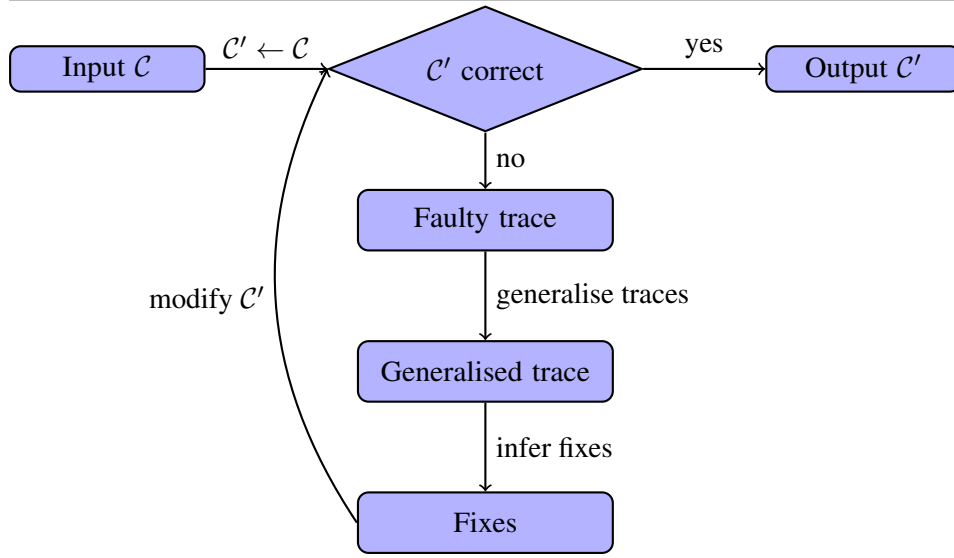 Input 𝒞
𝒞′ ← 𝒞
𝒞′ correct
yes
Output 𝒞′
no
Faulty trace
generalise traces
modify 𝒞′
Generalised trace
infer fixes
Fixes